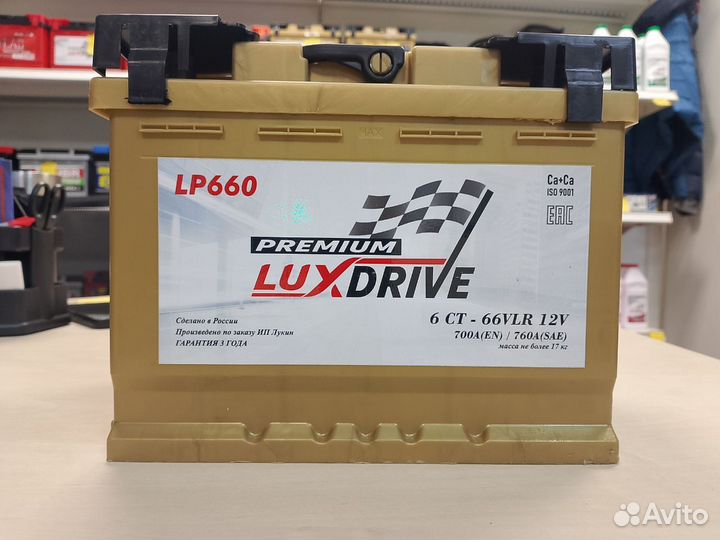 MAX
LP660
Ca+Ca
ISO 9001
EAC
PREMIUM
LUXDRIVE
6 СТ - 66VLR 12V
700A(EN) / 760A(SAE)
масса не более 17 кг
Сделано в России
Произведено по заказу ИП Лукин
ГАРАНТИЯ 3 ГОДА
Avito